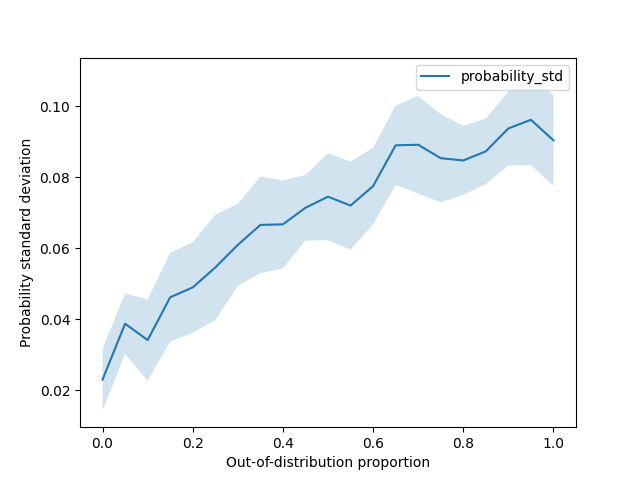 probability_std
0.10
0.08
0.06
0.04
0.02
Probability standard deviation
0.0 0.2 0.4 0.6 0.8 1.0
Out-of-distribution proportion